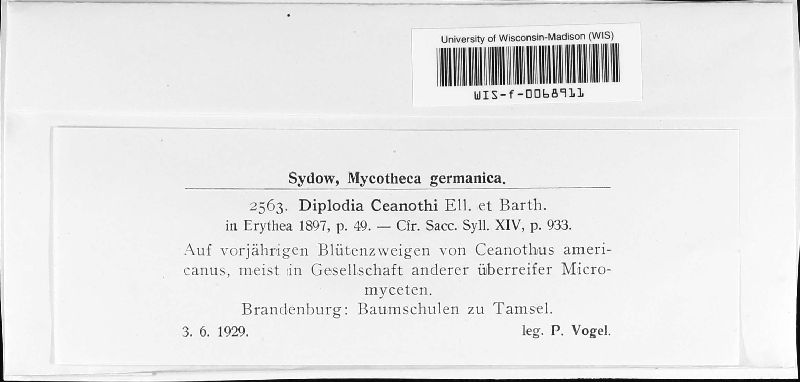 University of Wisconsin-Madison (WIS)
WIS-f-0068911
Sydow, Mycotheca germanica.
2563. Diplodia Ceanothi Ell. et Barth.
in Erythea 1897, p. 49. — Cfr. Sacc. Syll. XIV, p. 933.
Auf vorjährigen Blütenzweigen von Ceanothus ameri-
canus, meist in Gesellschaft anderer überreifer Micro-
myceten.
Brandenburg: Baumschulen zu Tamsel.
3. 6. 1929. leg. P. Vogel.